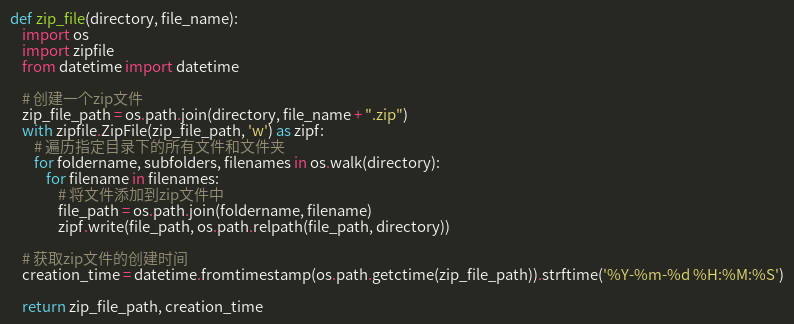 def zip_file(directory, file_name):
    import os
    import zipfile
    from datetime import datetime

    # 创建一个zip文件
    zip_file_path = os.path.join(directory, file_name + ".zip")
    with zipfile.ZipFile(zip_file_path, 'w') as zipf:
        # 遍历指定目录下的所有文件和文件夹
        for foldername, subfolders, filenames in os.walk(directory):
            for filename in filenames:
                # 将文件添加到zip文件中
                file_path = os.path.join(foldername, filename)
                zipf.write(file_path, os.path.relpath(file_path, directory))

    # 获取zip文件的创建时间
    creation_time = datetime.fromtimestamp(os.path.getctime(zip_file_path)).strftime('%Y-%m-%d %H:%M:%S')

    return zip_file_path, creation_time